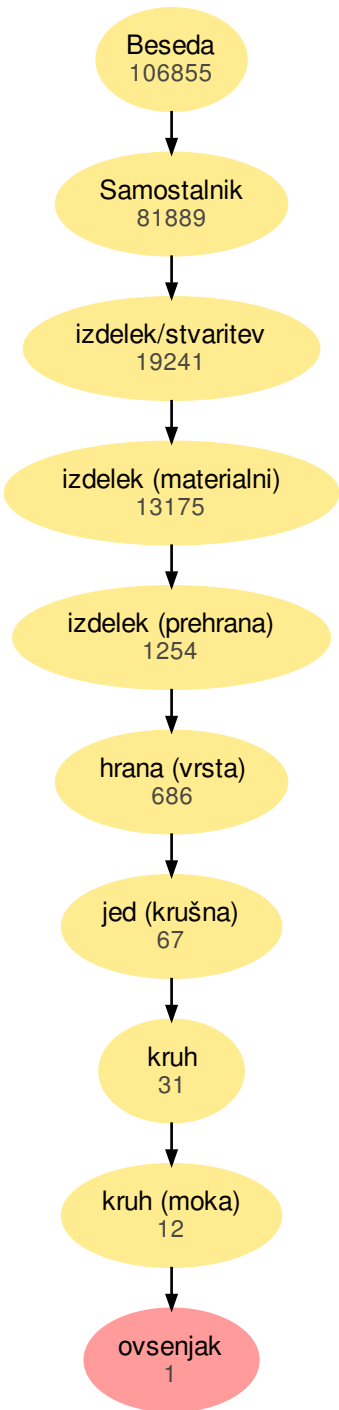 Beseda
106855
Samostalnik
81889
izdelek/stvaritev
19241
izdelek (materialni)
13175
izdelek (prehrana)
1254
hrana (vrsta)
686
jed (krušna)
67
kruh
31
kruh (moka)
12
ovsenjak
1